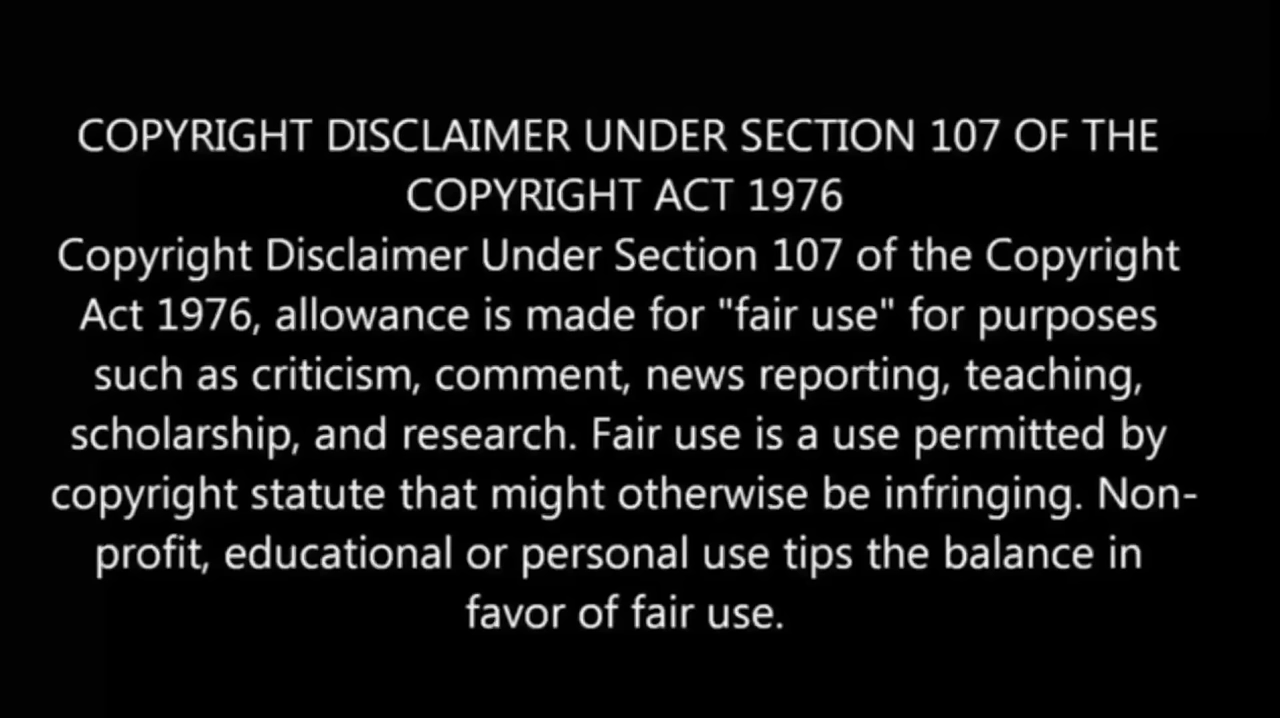 COPYRIGHT DISCLAIMER UNDER SECTION 107 OF THE
COPYRIGHT ACT 1976
Copyright Disclaimer Under Section 107 of the Copyright
Act 1976, allowance is made for "fair use" for purposes
such as criticism, comment, news reporting, teaching,
scholarship, and research. Fair use is a use permitted by
copyright statute that might otherwise be infringing. Non-
profit, educational or personal use tips the balance in
favor of fair use.